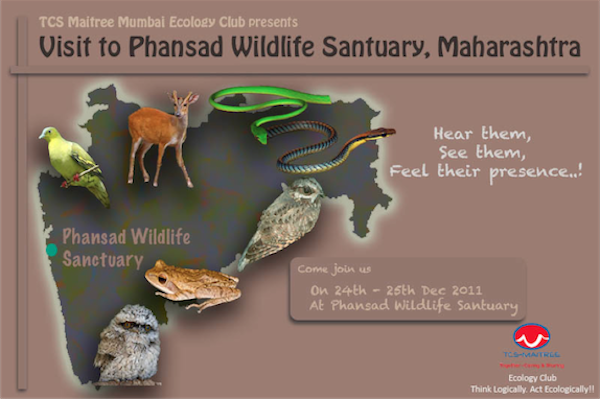 TCS Maitree Mumbai Ecology Club presents
Visit to Phansad Wildlife Santuary, Maharashtra
Hear them,
See them,
Feel their presence..!
Phansad Wildlife
Sanctuary
Come join us
On 24th - 25th Dec 2011
At Phansad Wildlife Santuary
TCS MAITREE
Ecology Club
Think Logically. Act Ecologically!!